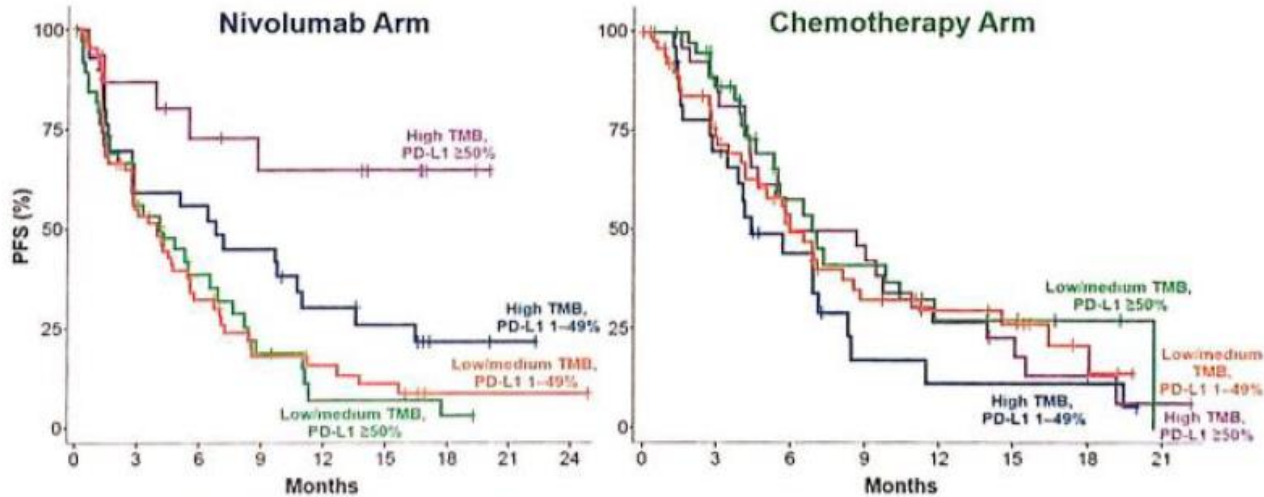 Nivolumab Arm
100
75
50
25
0
PFS (%)
High TMB,
PD-L1 ≥50%
High TMB,
PD-L1 1–49%
Low/medium TMB,
PD-L1 1–49%
Low/medium TMB,
PD-L1 ≥50%
0 3 6 9 12 15 18 21 24
Months
Chemotherapy Arm
100
75
50
25
0
Low/medium TMB,
PD-L1 ≥50%
Low/medium
TMB,
PD-L1 1–49%
High TMB,
PD-L1 1–49%
High TMB,
PD-L1 ≥50%
0 3 6 9 12 15 18 21
Months